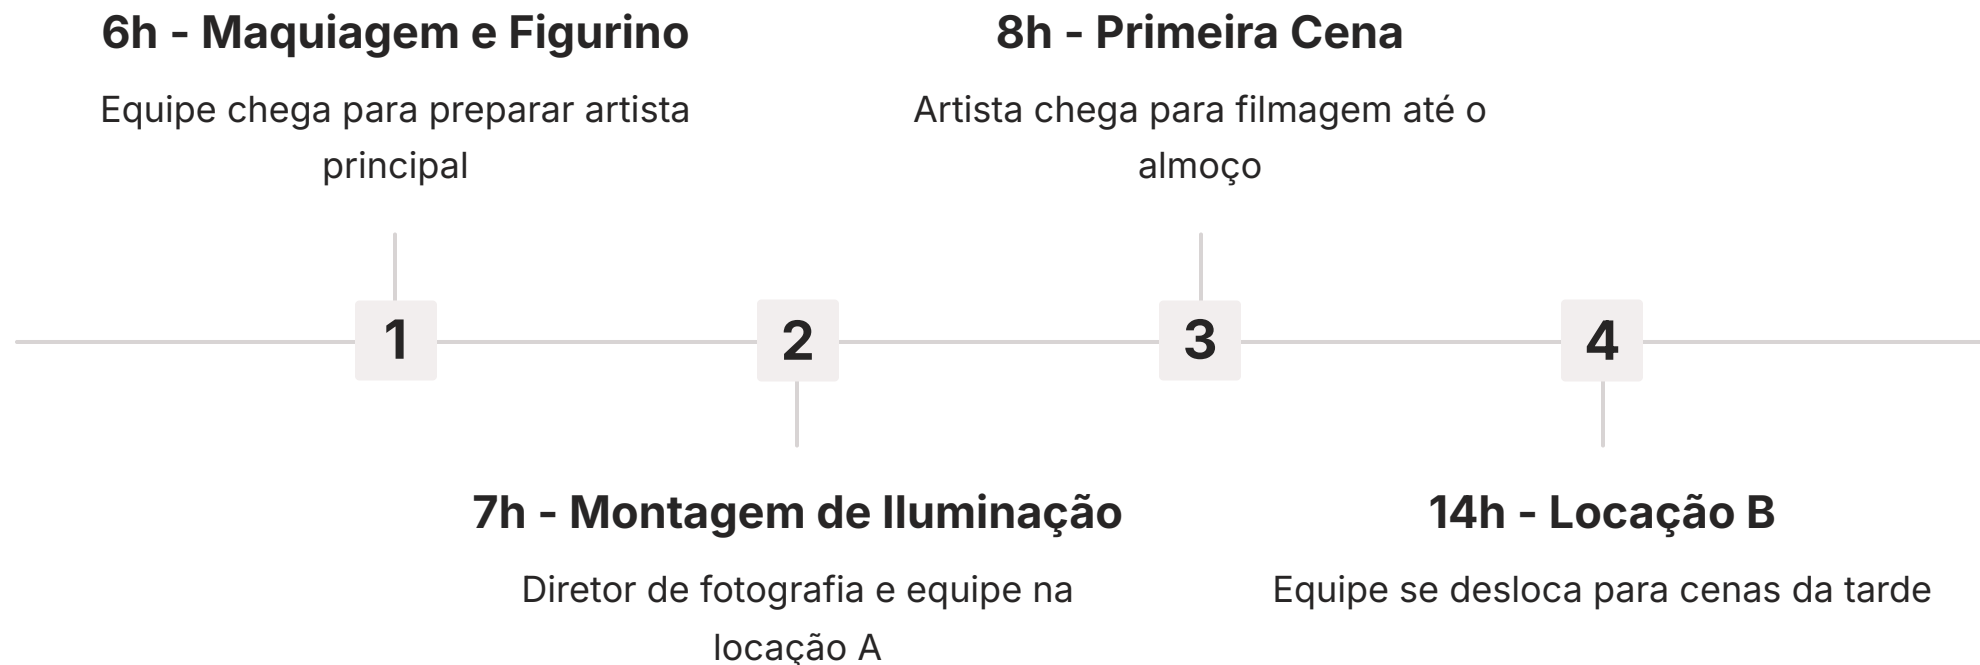 6h - Maquiagem e Figurino
Equipe chega para preparar artista
principal
8h - Primeira Cena
Artista chega para filmagem até o
almoço
1
2
3
4
7h - Montagem de Iluminação
Diretor de fotografia e equipe na
locação A
14h - Locação B
Equipe se desloca para cenas da tarde